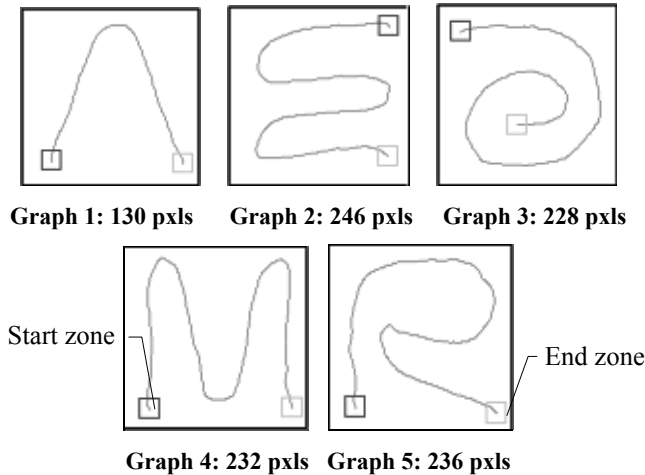 Graph 1: 130 pxls Graph 2: 246 pxls Graph 3: 228 pxls
Start zone
End zone
Graph 4: 232 pxls Graph 5: 236 pxls